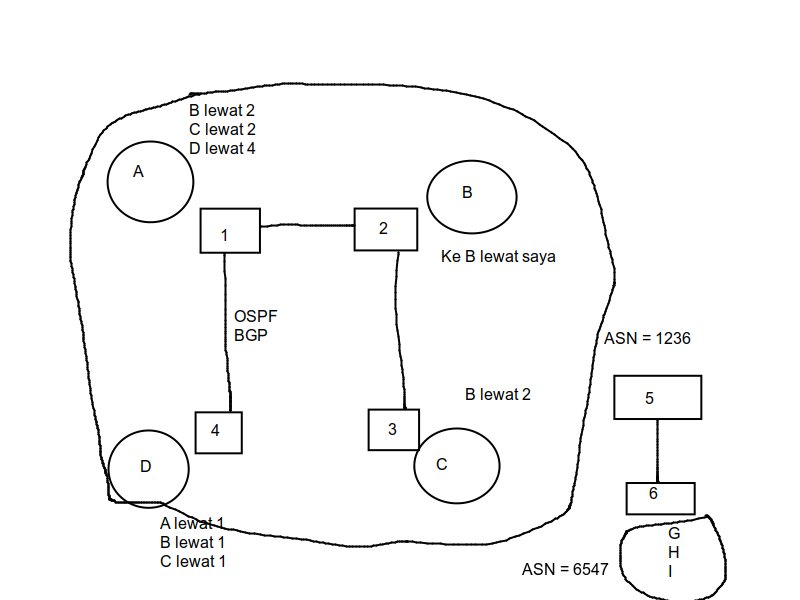 B lewat 2
C lewat 2
D lewat 4
A
B
1
2
Ke B lewat saya
OSPF
BGP
ASN = 1236
B lewat 2
5
4
3
D
C
6
A lewat 1
B lewat 1
C lewat 1
G
H
I
ASN = 6547